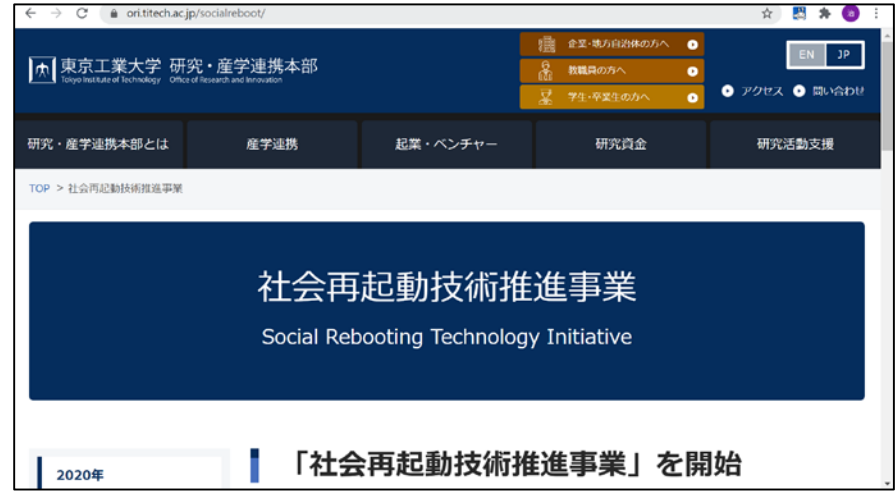 ori.titech.ac.jp/socialreboot/
東京工業大学 研究・産学連携本部
Tokyo Institute of Technology Office of Research and Innovation
企業・地方自治体の方へ
教職員の方へ
学生・卒業生の方へ
EN JP
アクセス 問い合わせ
研究・産学連携本部とは 産学連携 起業・ベンチャー 研究資金 研究活動支援
TOP > 社会再起動技術推進事業
社会再起動技術推進事業
Social Rebooting Technology Initiative
2020年
「社会再起動技術推進事業」を開始